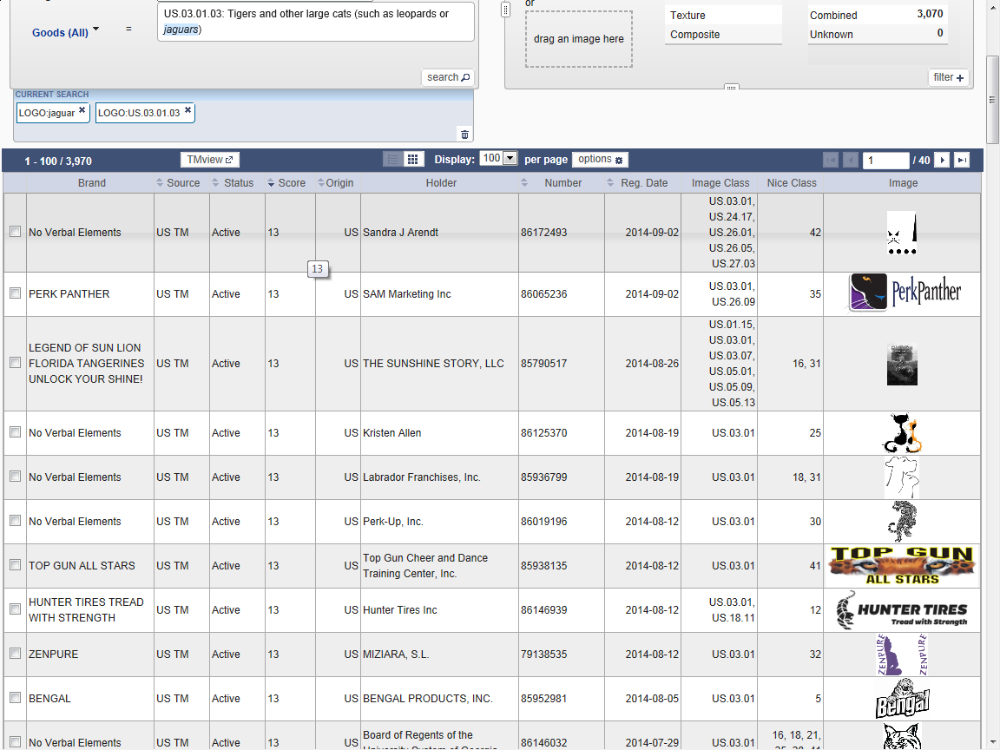 or
US.03.01.03: Tigers and other large cats (such as leopards or
jaguars)
Goods (All) =
search
drag an image here
Texture
Composite
Combined 3,070
Unknown 0
filter +
CURRENT SEARCH
LOGO:jaguar × LOGO:US.03.01.03 ×
1 - 100 / 3,970 TMview Display: 100 per page options 1 / 40
Brand Source Status Score Origin Holder Number Reg. Date Image Class Nice Class Image
No Verbal Elements US TM Active 13 US Sandra J Arendt 86172493 2014-09-02 US.03.01,
US.24.17,
US.26.01,
US.26.05,
US.27.03 42
13
PERK PANTHER US TM Active 13 US SAM Marketing Inc 86065236 2014-09-02 US.03.01,
US.26.09 35 PerkPanther
LEGEND OF SUN LION
FLORIDA TANGERINES
UNLOCK YOUR SHINE! US TM Active 13 US THE SUNSHINE STORY, LLC 85790517 2014-08-26 US.01.15,
US.03.01,
US.03.07,
US.05.01,
US.05.09,
US.05.13 16, 31
No Verbal Elements US TM Active 13 US Kristen Allen 86125370 2014-08-19 US.03.01 25
No Verbal Elements US TM Active 13 US Labrador Franchises, Inc. 85936799 2014-08-19 US.03.01 18, 31
No Verbal Elements US TM Active 13 US Perk-Up, Inc. 86019196 2014-08-12 US.03.01 30
TOP GUN ALL STARS US TM Active 13 US Top Gun Cheer and Dance
Training Center, Inc. 85938135 2014-08-12 US.03.01 41 TOP GUN
ALL STARS
HUNTER TIRES TREAD
WITH STRENGTH US TM Active 13 US Hunter Tires Inc 86146939 2014-08-12 US.03.01,
US.18.11 12 HUNTER TIRES
Tread with Strength
ZENPURE US TM Active 13 US MIZIARA, S.L. 79138535 2014-08-12 US.03.01 32 ZENPURE ZENPURE
BENGAL US TM Active 13 US BENGAL PRODUCTS, INC. 85952981 2014-08-05 US.03.01 5 Bengal
No Verbal Elements US TM Active 13 US Board of Regents of the
University System of Georgia 86146032 2014-07-29 US.03.01 16, 18, 21,